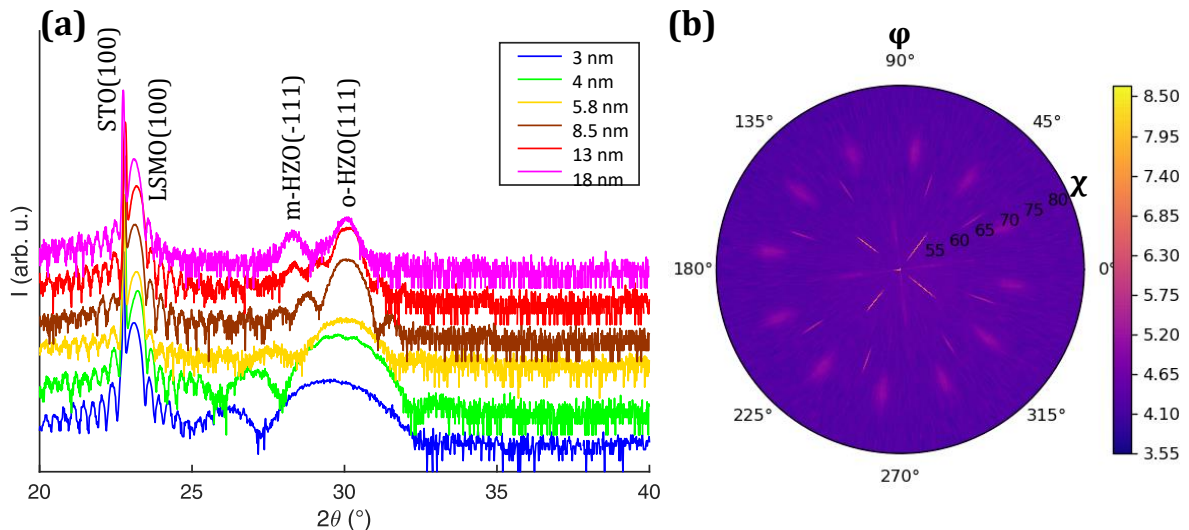 (a)
STO(100)
LSMO(100)
m-HZO(-111)
o-HZO(111)
3 nm
4 nm
5.8 nm
8.5 nm
13 nm
18 nm
I (arb. u.)
20 25 30 35 40
2θ (°)
(b)
φ
90°
135° 45°
χ
55 60 65 70 75 80
180° 0°
225° 315°
270°
8.50
7.95
7.40
6.85
6.30
5.75
5.20
4.65
4.10
3.55